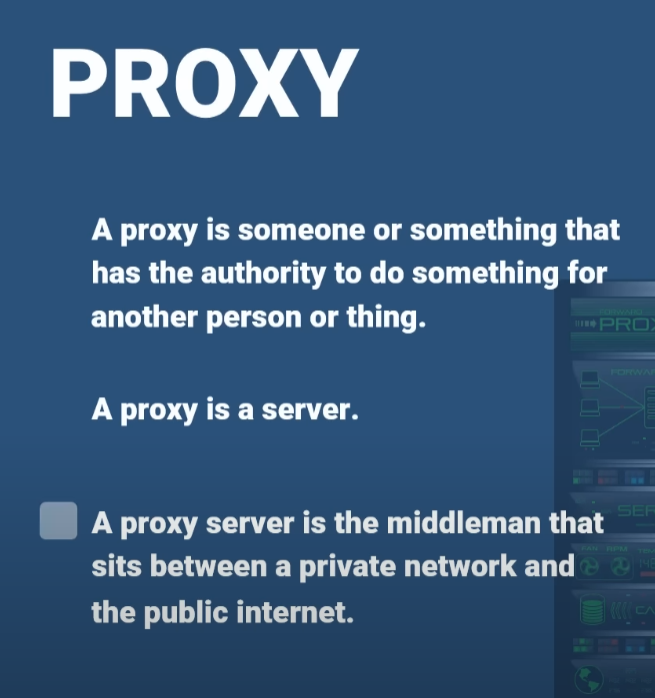 PROXY
A proxy is someone or something that
has the authority to do something for
another person or thing.
A proxy is a server.
A proxy server is the middleman that
sits between a private network and
the public internet.